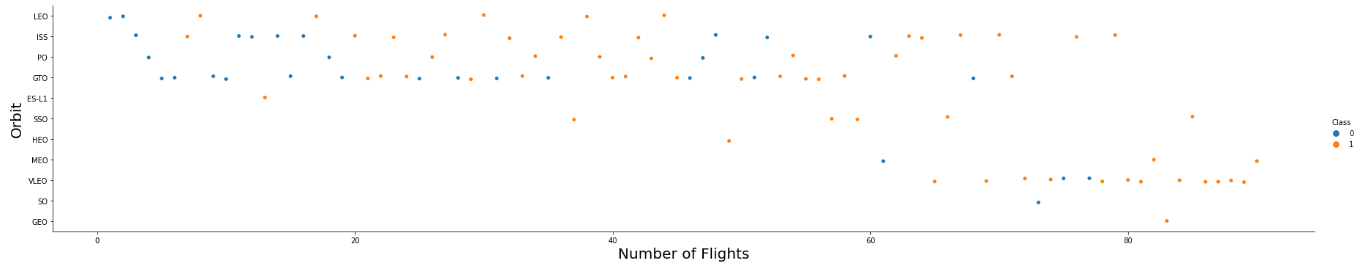 LEO
ISS
PO
GTO
ES-L1
SSO
HEO
MEO
VLEO
SO
GEO
Orbit
0 20 40 60 80
Number of Flights
Class
0
1